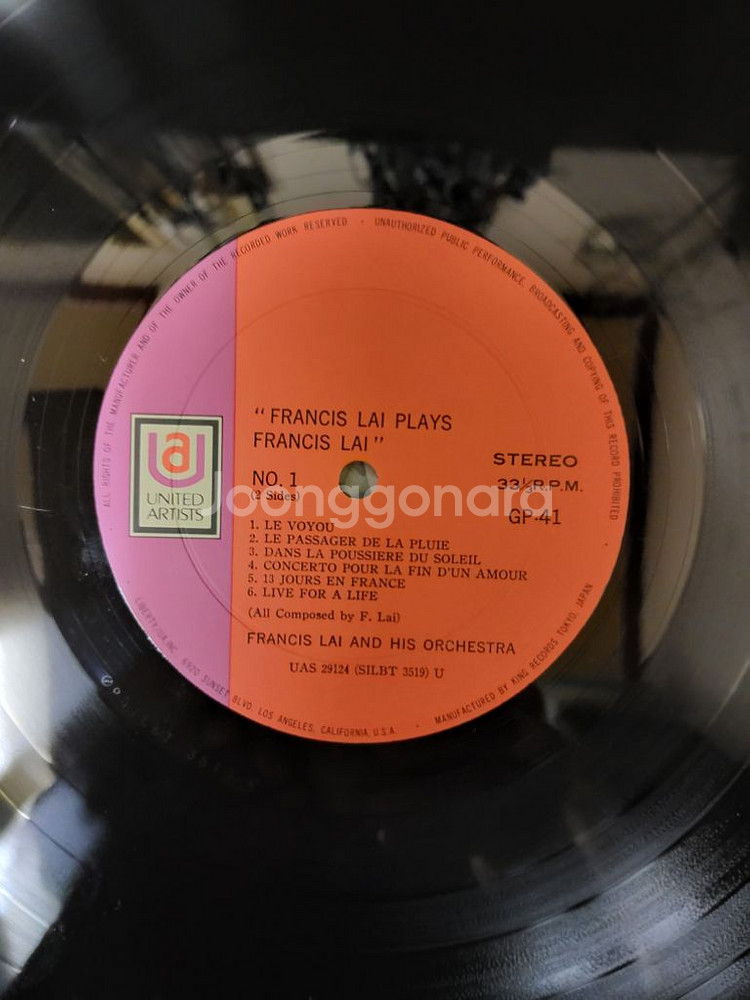 ALL RIGHTS OF THE MANUFACTURER AND OF THE OWNER OF THE RECORDED WORK RESERVED · UNAUTHORIZED PUBLIC PERFORMANCE, BROADCASTING AND COPYING OF THIS RECORD PROHIBITED
"FRANCIS LAI PLAYS
FRANCIS LAI"
STEREO
NO. 1
33⅓R.P.M.
(2 Sides)
GP-41
ua
UNITED
ARTISTS
Joonggonara
1. LE VOYOU
2. LE PASSAGER DE LA PLUIE
3. DANS LA POUSSIERE DU SOLEIL
4. CONCERTO POUR LA FIN D'UN AMOUR
5. 13 JOURS EN FRANCE
6. LIVE FOR A LIFE
(All Composed by F. Lai)
FRANCIS LAI AND HIS ORCHESTRA
UAS 29124 (SILBT 3519) U
LIBERTY/UA, INC. 6920 SUNSET BLVD. LOS ANGELES, CALIFORNIA, U.S.A. · MANUFACTURED BY KING RECORDS TOKYO, JAPAN